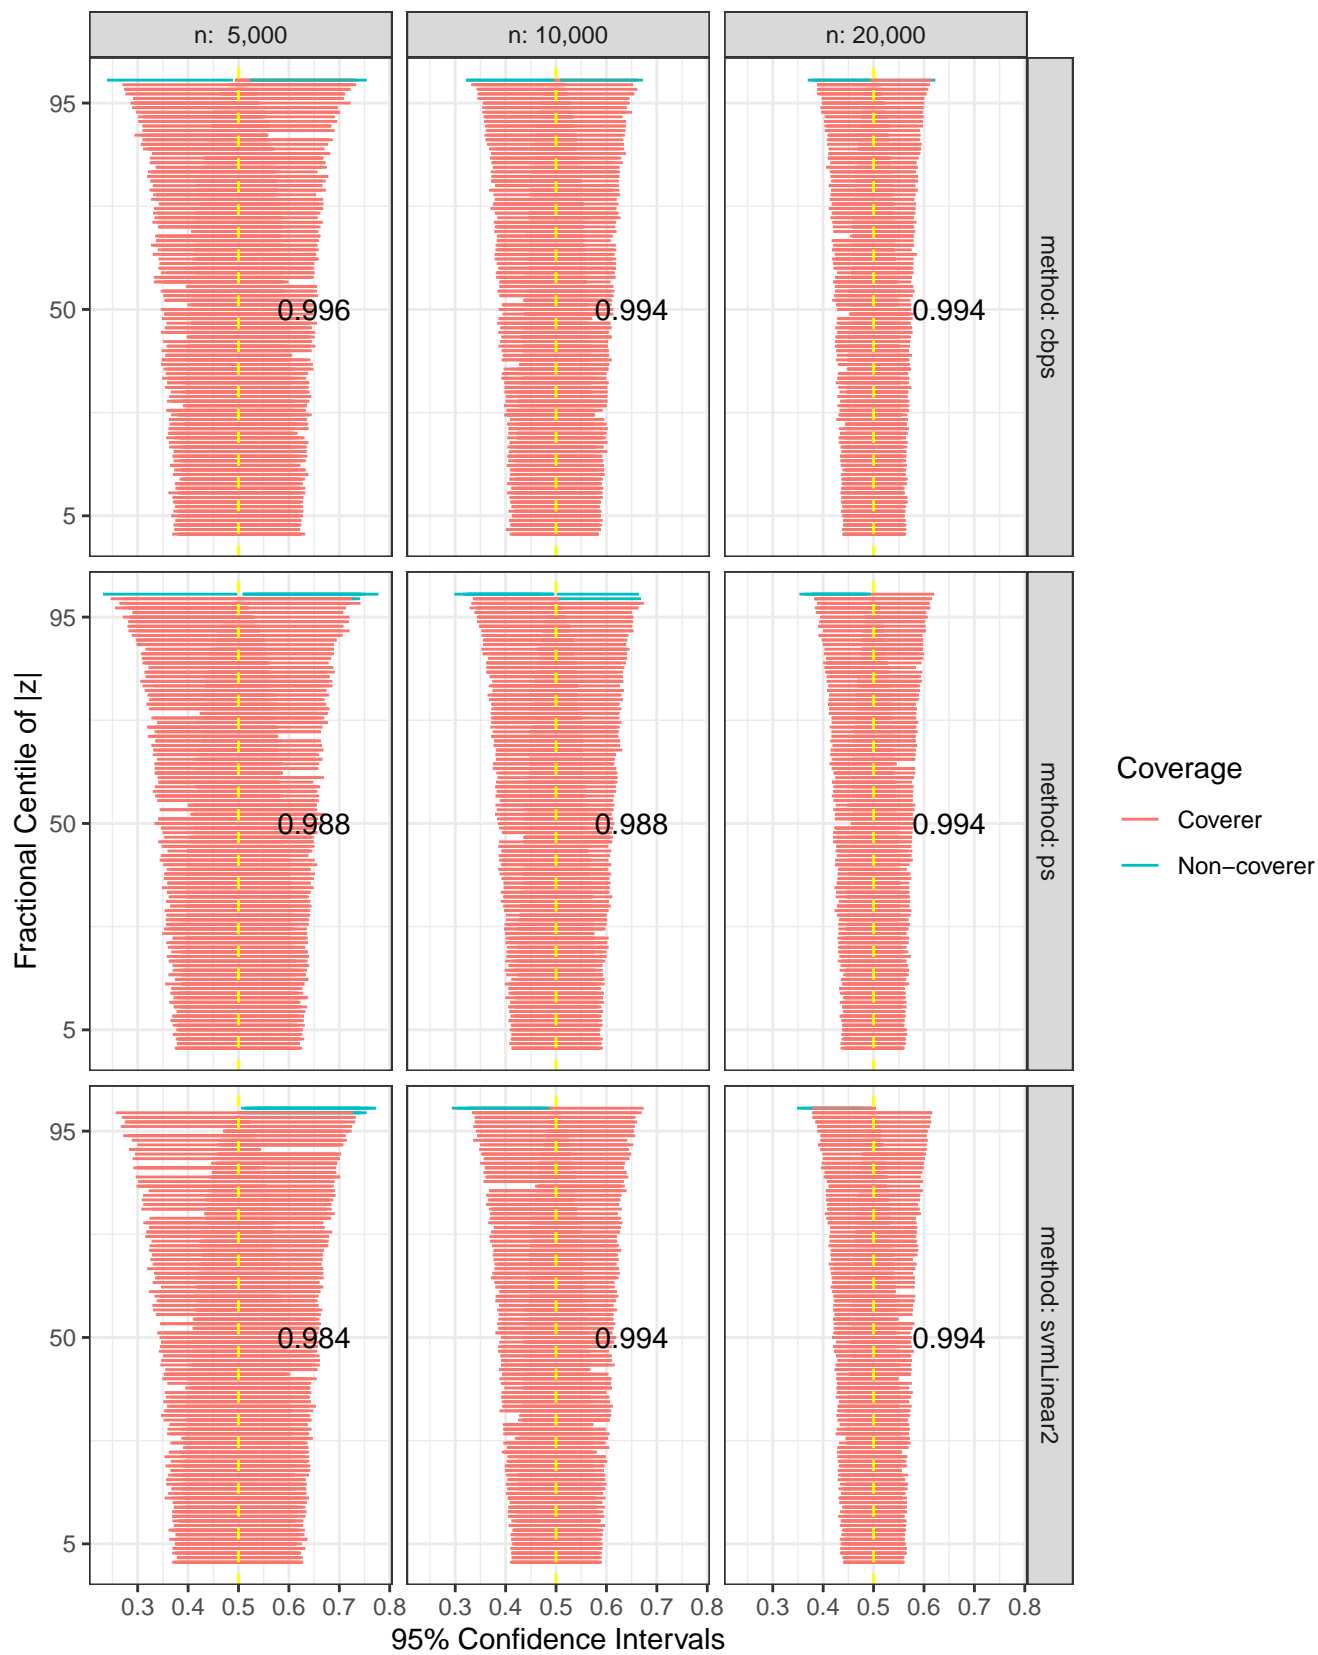 n:  5,000
n: 10,000
n: 20,000
95
50
5
0.996
0.994
0.994
method: cbps
95
50
5
0.988
0.988
0.994
method: ps
95
50
5
0.984
0.994
0.994
method: svmLinear2
Fractional Centile of |z|
0.3 0.4 0.5 0.6 0.7 0.8
0.3 0.4 0.5 0.6 0.7 0.8
0.3 0.4 0.5 0.6 0.7 0.8
95% Confidence Intervals
Coverage
Coverer
Non−coverer